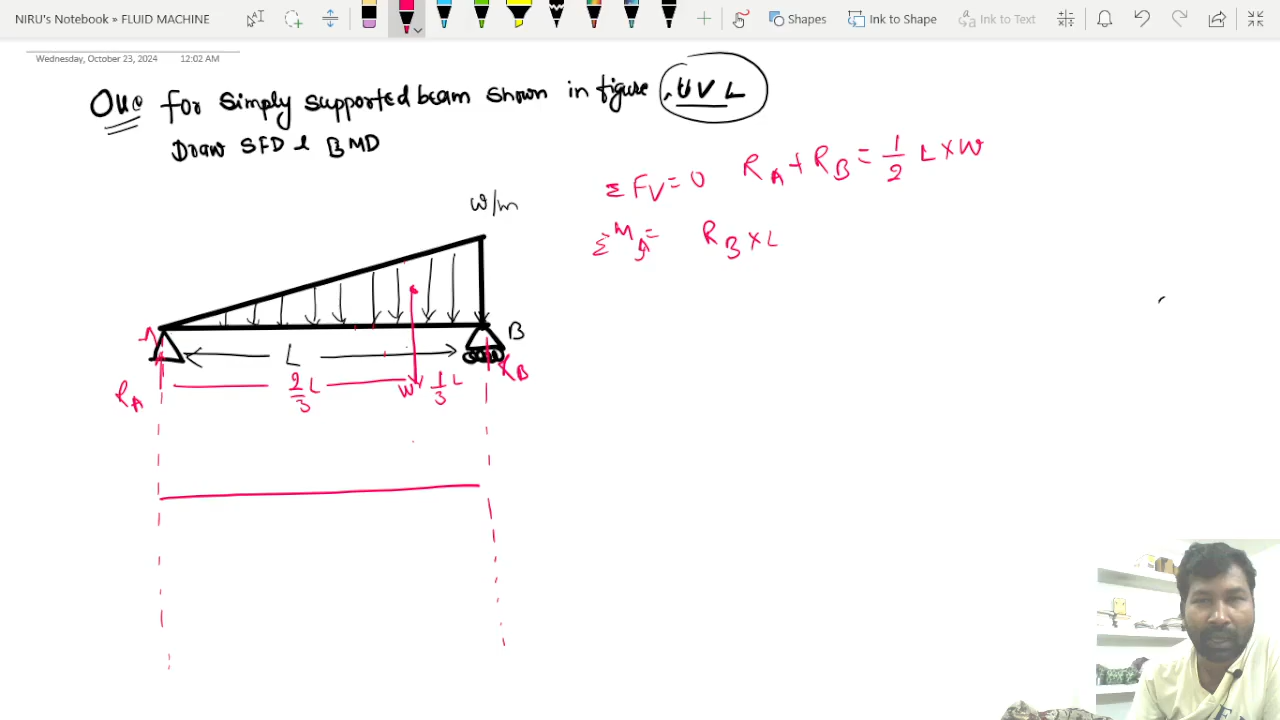 NIRU's Notebook » FLUID MACHINE
Shapes
Ink to Shape
Ink to Text
Wednesday, October 23, 2024 12:02 AM
Que for simply supported beam shown in figure, UVL
Draw SFD & BMD
ΣFV=0 RA+RB=1/2 L×W
ΣMA= RB×L
W/m
A
B
L
RA
2/3 L
W
1/3 L
RB